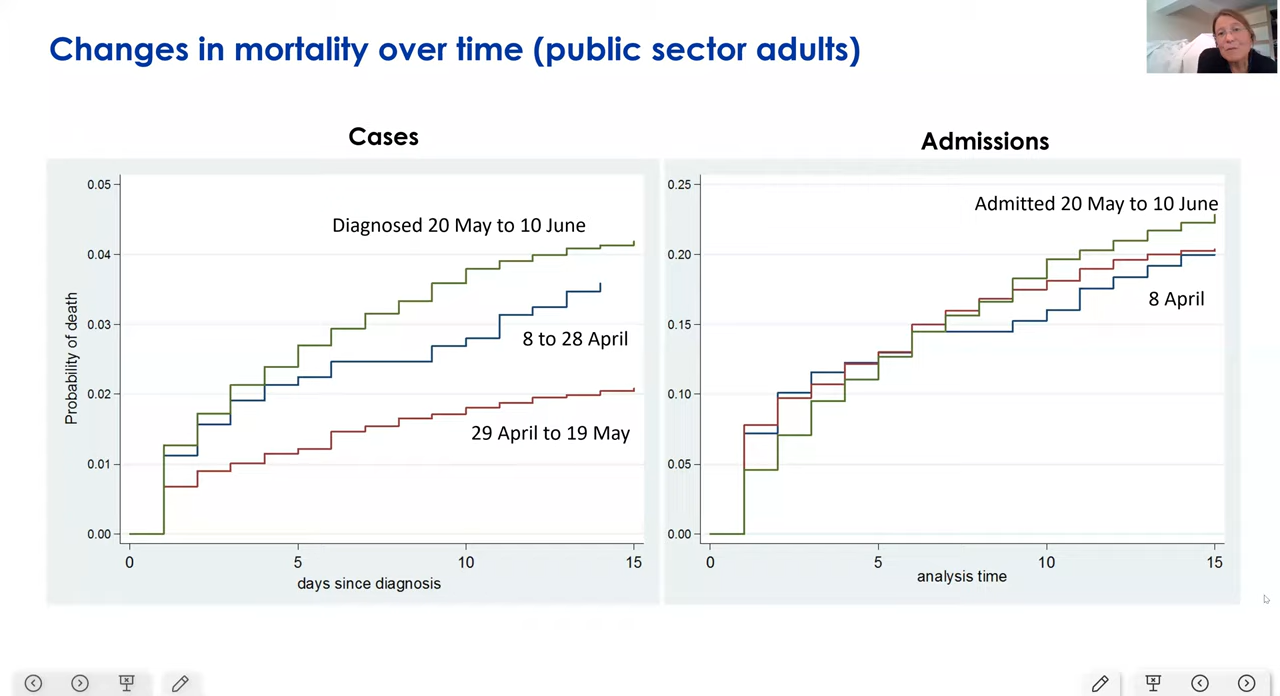 Changes in mortality over time (public sector adults)
Cases
0.05
0.04
0.03
0.02
0.01
0.00
Probability of death
Diagnosed 20 May to 10 June
8 to 28 April
29 April to 19 May
0
5
10
15
days since diagnosis
Admissions
0.25
0.20
0.15
0.10
0.05
0.00
Admitted 20 May to 10 June
8 April
0
5
10
15
analysis time